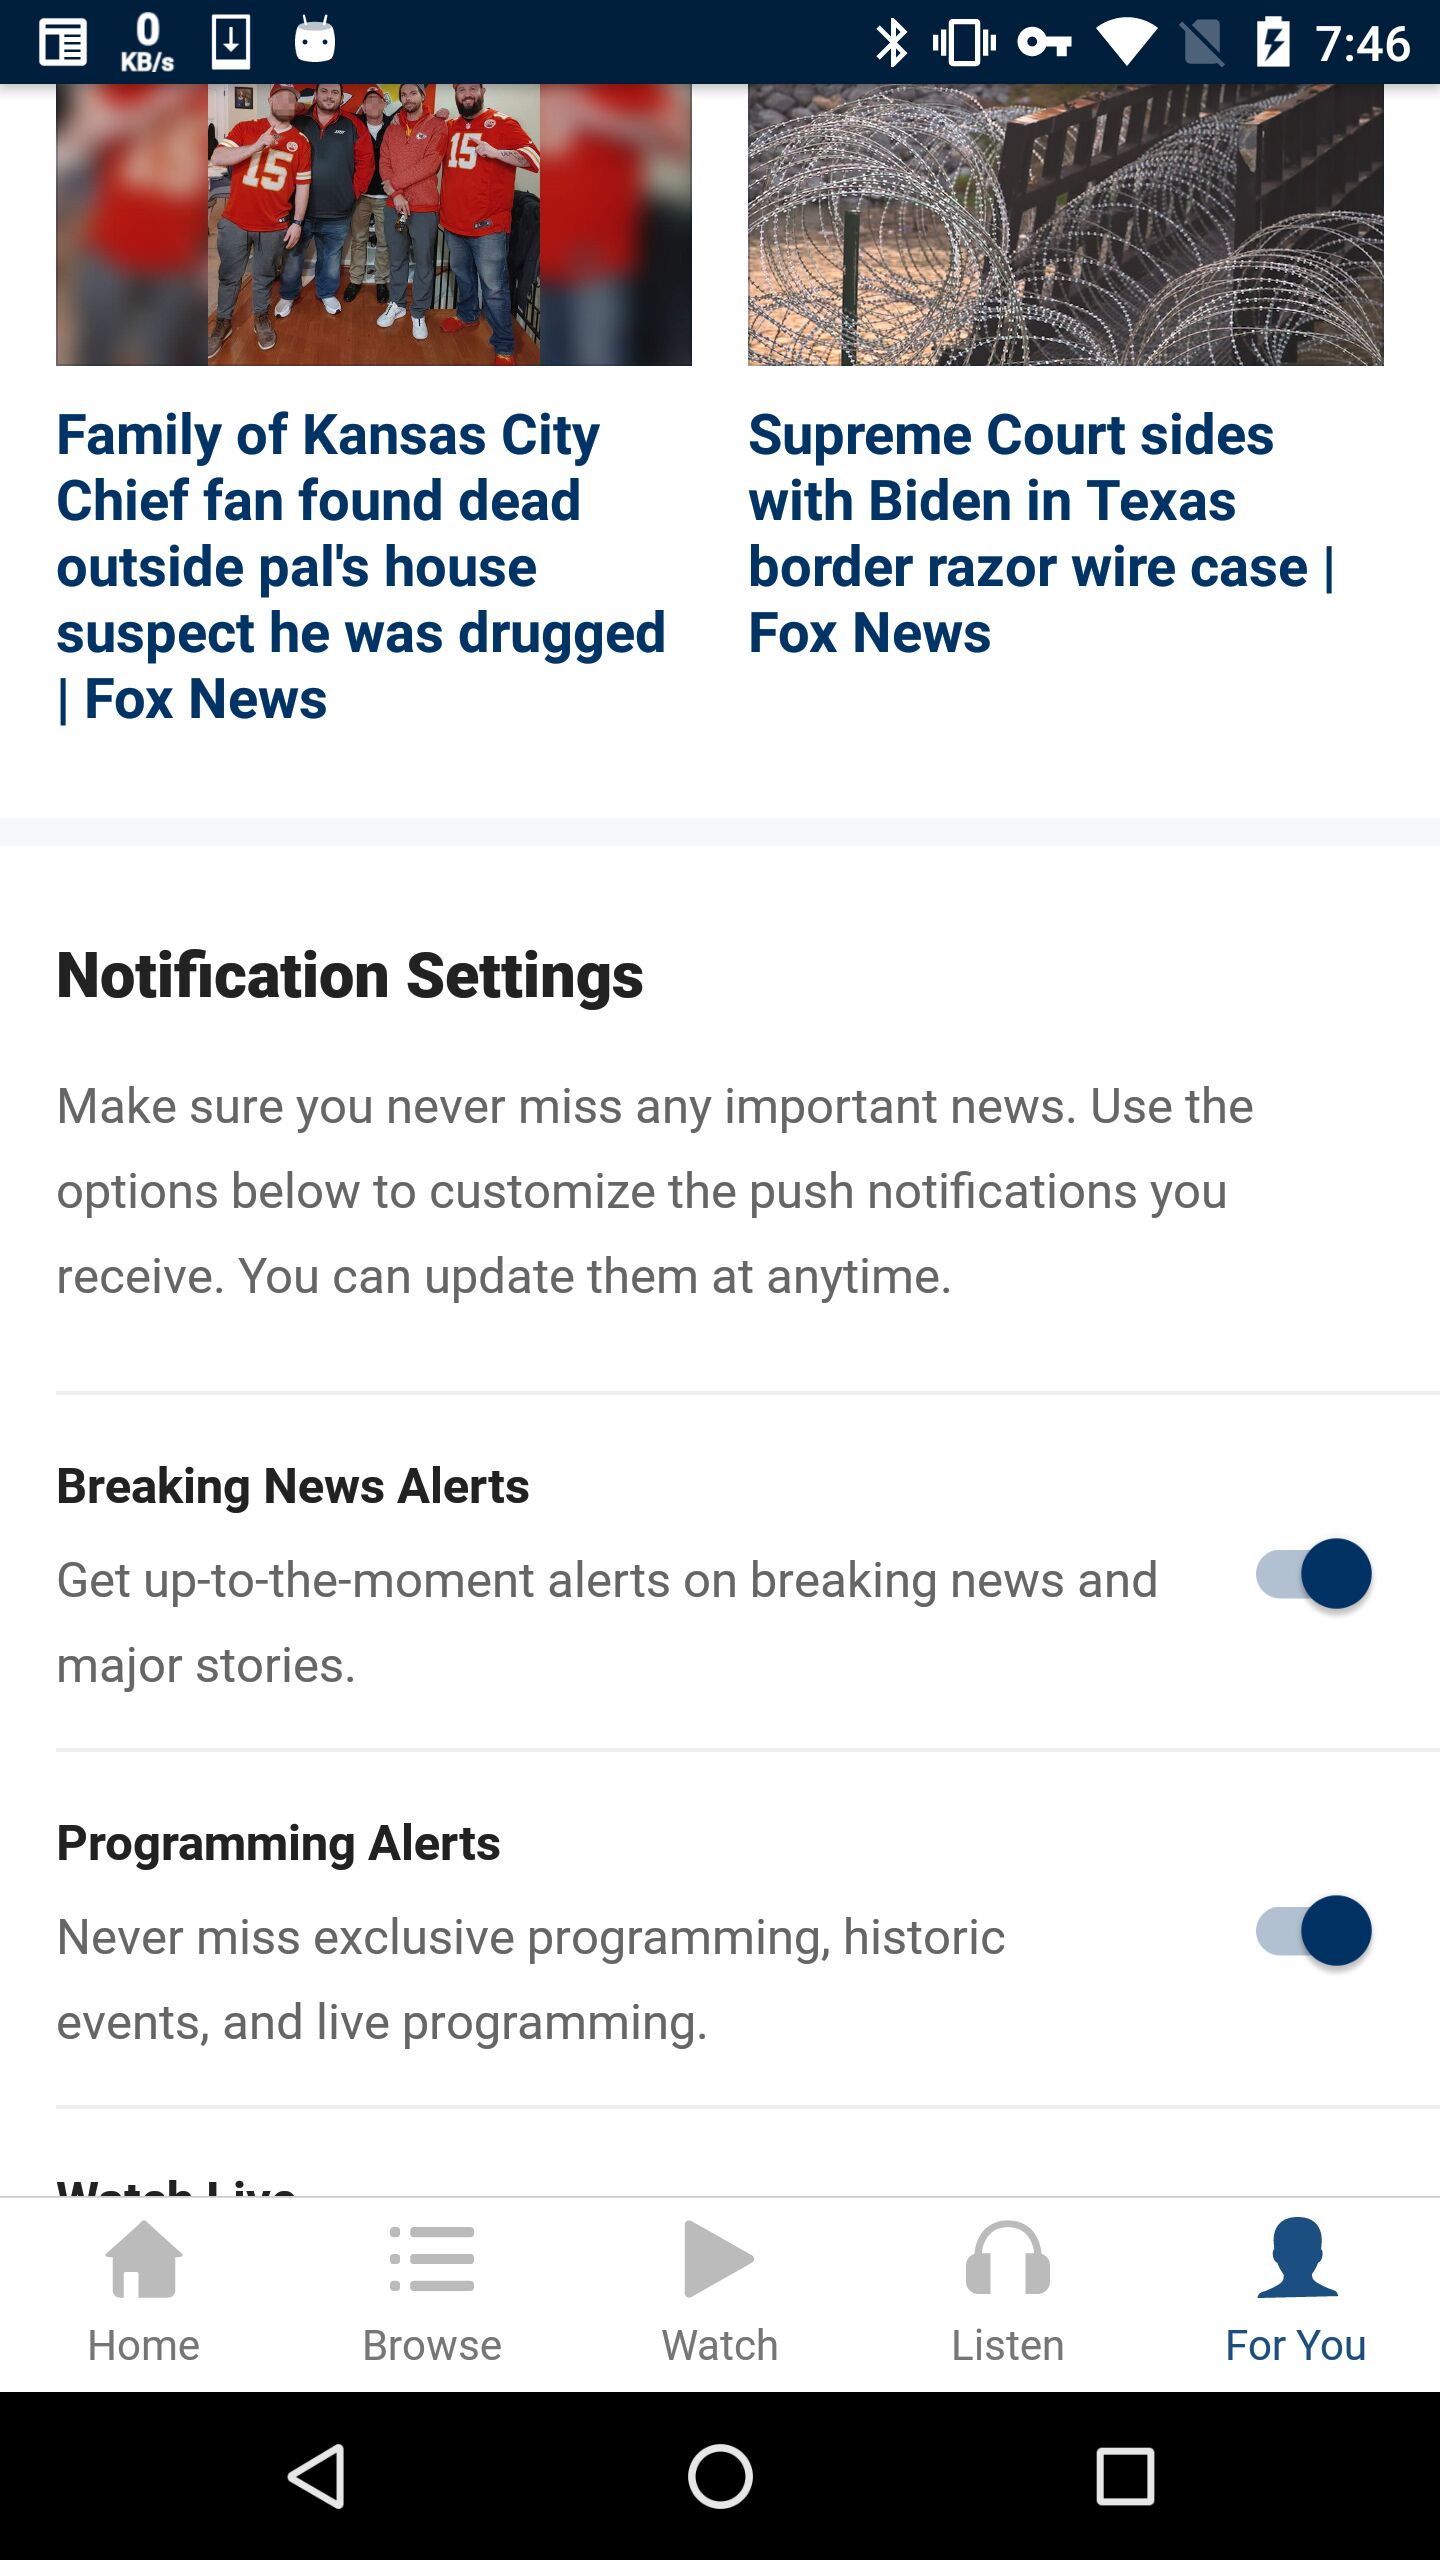 0
KB/s
7:46
15
15
Family of Kansas City
Chief fan found dead
outside pal's house
suspect he was drugged
| Fox News
Supreme Court sides
with Biden in Texas
border razor wire case |
Fox News
Notification Settings
Make sure you never miss any important news. Use the
options below to customize the push notifications you
receive. You can update them at anytime.
Breaking News Alerts
Get up-to-the-moment alerts on breaking news and
major stories.
Programming Alerts
Never miss exclusive programming, historic
events, and live programming.
Watch Live
Home
Browse
Watch
Listen
For You